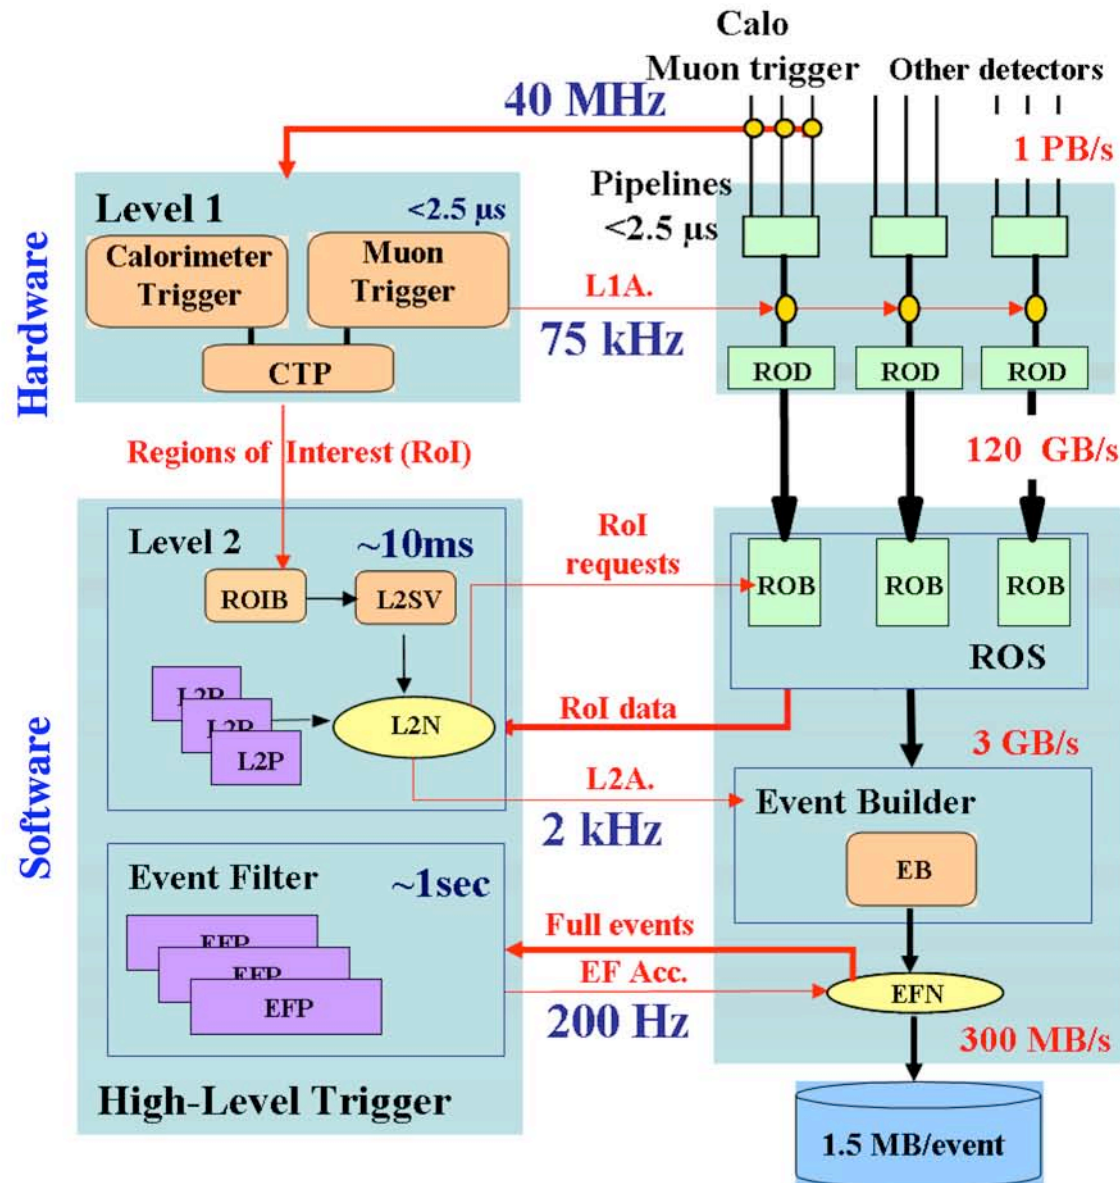 Calo
Muon trigger
Other detectors
40 MHz
1 PB/s
Hardware
Level 1
<2.5 µs
Pipelines
<2.5 µs
Calorimeter
Trigger
Muon
Trigger
L1A.
75 kHz
CTP
ROD
ROD
ROD
Regions of Interest (RoI)
120 GB/s
Software
Level 2
~10ms
RoI
requests
ROIB
L2SV
ROB
ROB
ROB
ROS
L2P
L2P
L2P
L2N
RoI data
3 GB/s
L2A.
2 kHz
Event Builder
EB
Event Filter
~1sec
Full events
EFP
EFP
EFP
EF Acc.
EFN
200 Hz
300 MB/s
High-Level Trigger
1.5 MB/event